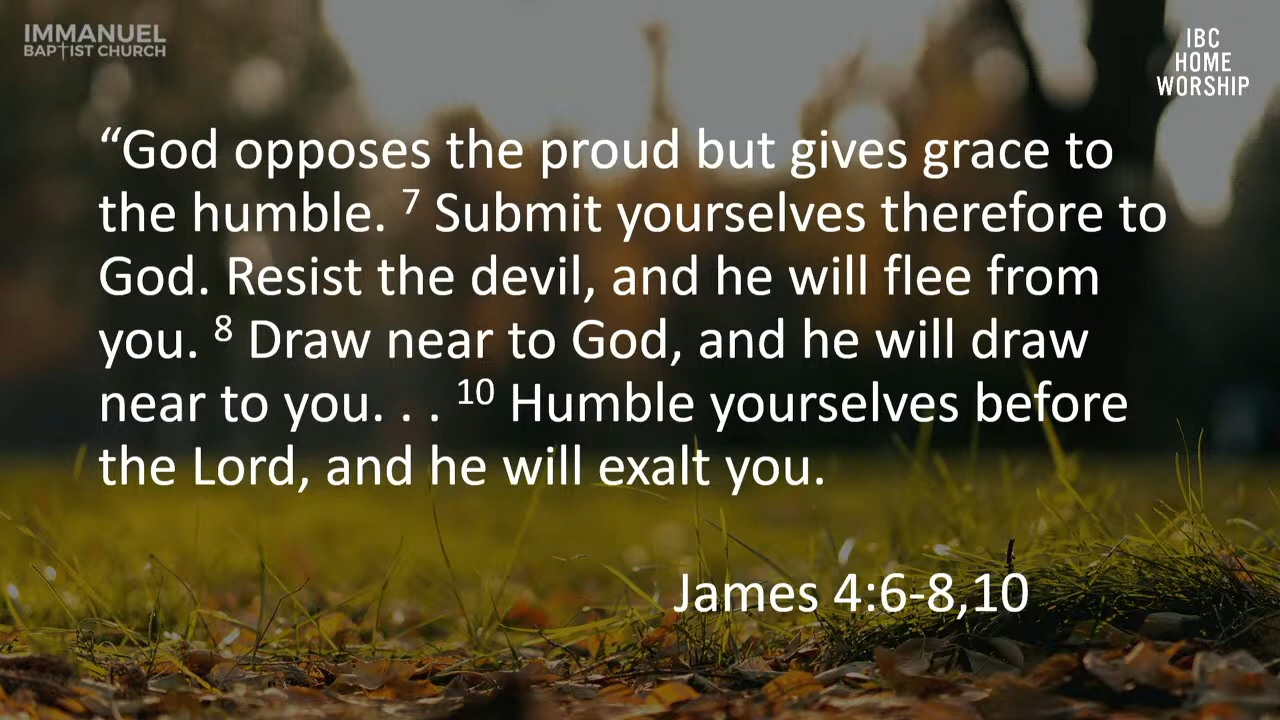 IMMANUEL
BAPTIST CHURCH
IBC
HOME
WORSHIP
“God opposes the proud but gives grace to
the humble. ⁷ Submit yourselves therefore to
God. Resist the devil, and he will flee from
you. ⁸ Draw near to God, and he will draw
near to you. . . ¹⁰ Humble yourselves before
the Lord, and he will exalt you.
James 4:6-8,10